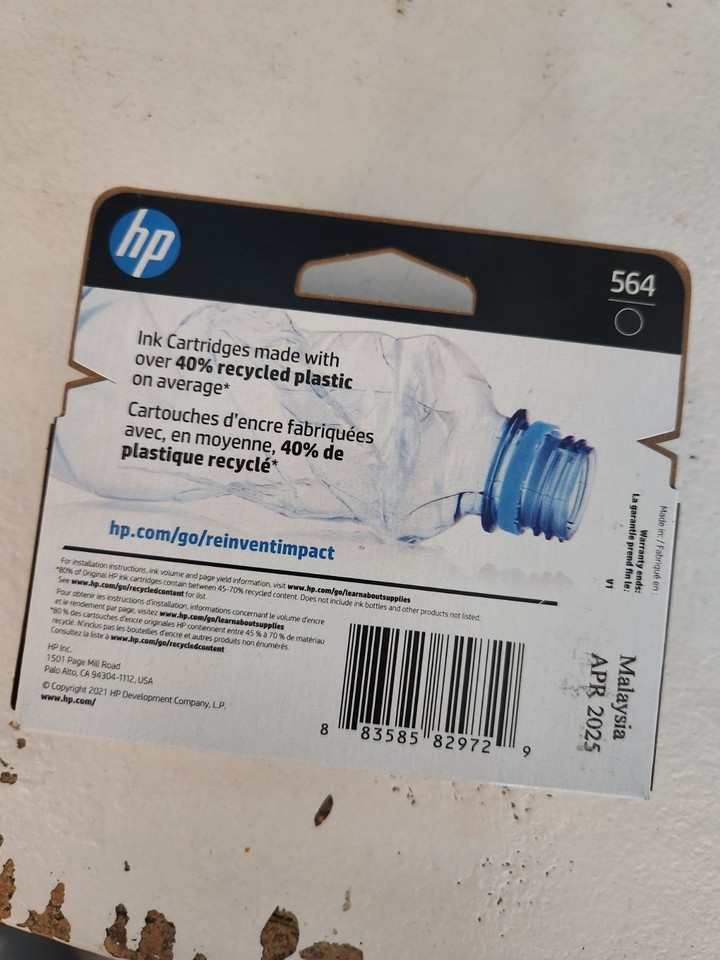 hp
564
Ink Cartridges made with
over 40% recycled plastic
on average*
Cartouches d'encre fabriquées
avec, en moyenne, 40% de
plastique recyclé*
hp.com/go/reinventimpact
For installation instructions, ink volume and page yield information, visit www.hp.com/go/learnaboutsupplies
*80% of Original HP ink cartridges contain between 45-70% recycled content. Does not include ink bottles and other products not listed.
See www.hp.com/go/recycledcontent for list.
Pour obtenir les instructions d'installation, informations concernant le volume d'encre
et le rendement par page, visitez www.hp.com/go/learnaboutsupplies
*80 % des cartouches d'encre originales HP contiennent entre 45 % à 70 % de matériau
recyclé. N'inclus pas les bouteilles d'encre et autres produits non énumérés.
Consultez la liste à www.hp.com/go/recycledcontent
HP Inc.
1501 Page Mill Road
Palo Alto, CA 94304-1112, USA
© Copyright 2021 HP Development Company, L.P.
www.hp.com/
8 83585 82972 9
Made in: / Fabriqué en :
Warranty ends:
La garantie prend fin le:
V1
Malaysia
APR 2025